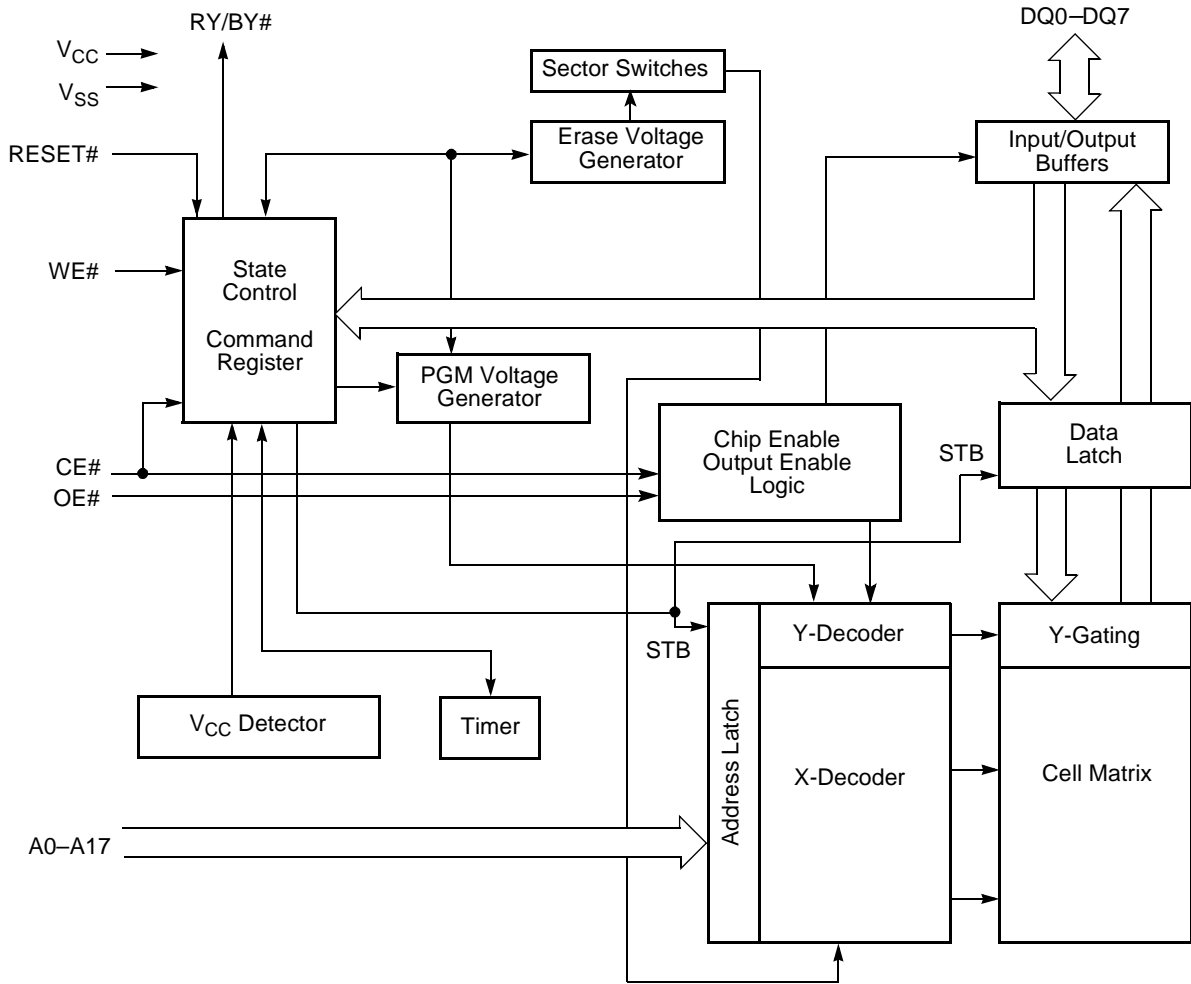 RY/BY#
DQ0–DQ7
VCC
VSS
Sector Switches
RESET#
Erase Voltage
Generator
Input/Output
Buffers
WE#
State
Control
Command
Register
PGM Voltage
Generator
Chip Enable
Output Enable
Logic
Data
Latch
STB
CE#
OE#
STB
Address Latch
Y-Decoder
Y-Gating
VCC Detector
Timer
X-Decoder
Cell Matrix
A0–A17